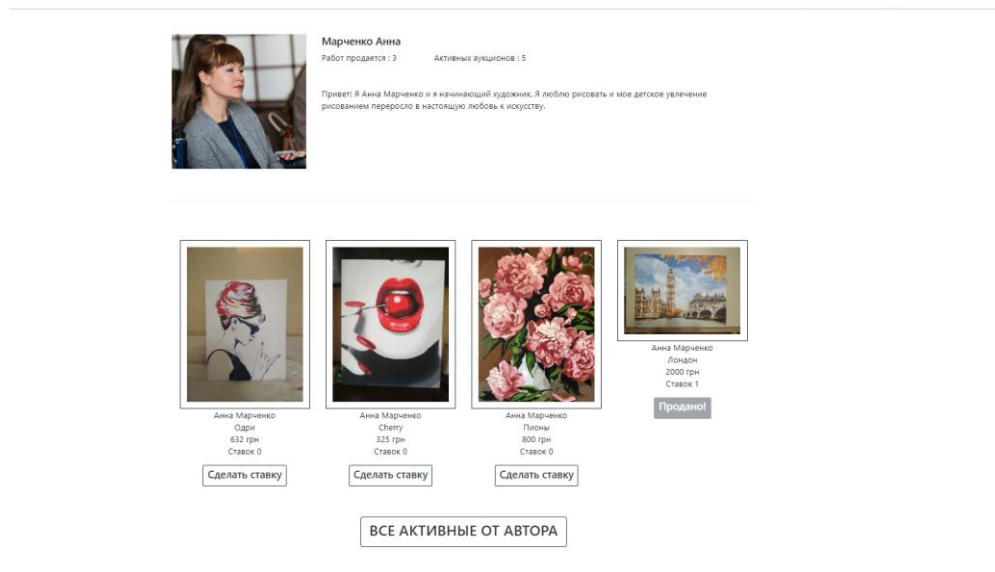 Марченко Анна
Работ продается : 3 Активных аукционов : 5
Привет! Я Анна Марченко и я начинающий художник. Я люблю рисовать и мое детское увлечение
рисованием переросло в настоящую любовь к искусству.
Анна Марченко
Одри
632 грн
Ставок 0
Сделать ставку
Анна Марченко
Cherry
325 грн
Ставок 0
Сделать ставку
Анна Марченко
Пионы
800 грн
Ставок 0
Сделать ставку
Анна Марченко
Лондон
2000 грн
Ставок 1
Продано!
ВСЕ АКТИВНЫЕ ОТ АВТОРА